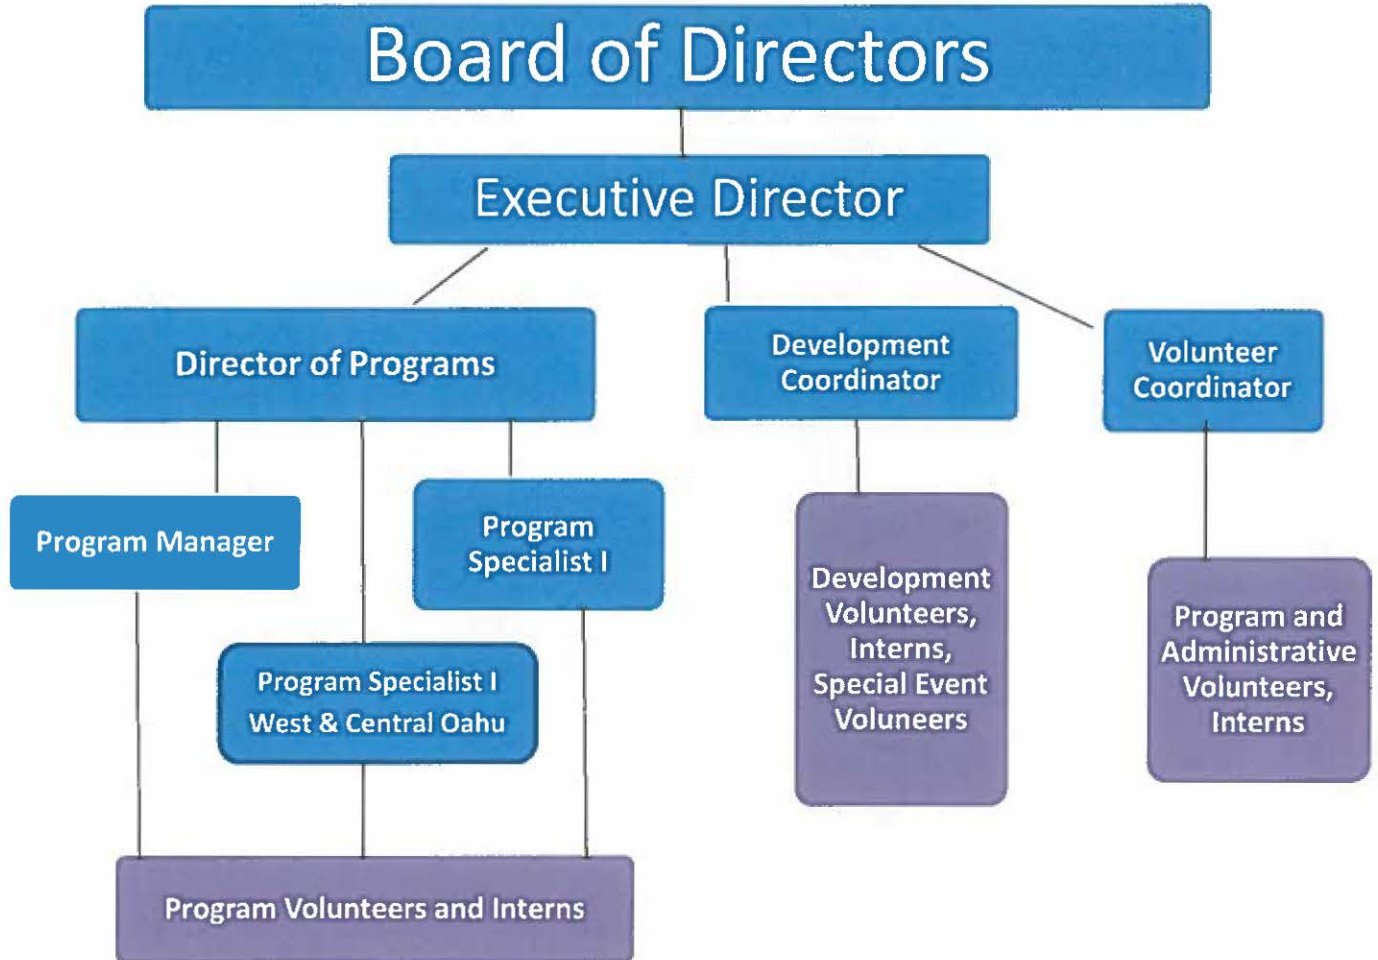 Board of Directors
Executive Director
Director of Programs
Development
Coordinator
Volunteer
Coordinator
Program Manager
Program
Specialist I
Program Specialist I
West & Central Oahu
Development
Volunteers,
Interns,
Special Event
Voluneers
Program and
Administrative
Volunteers,
Interns
Program Volunteers and Interns